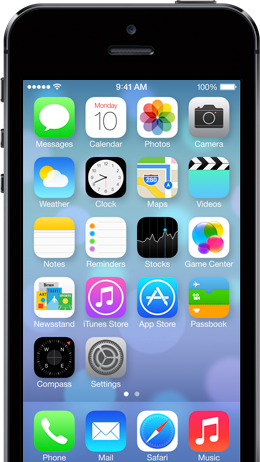 9:41 AM 100%
Monday
10
Messages Calendar Photos Camera
280
Weather Clock Maps Videos
Notes Reminders Stocks Game Center
Newsstand iTunes Store App Store Passbook
Compass Settings
Phone Mail Safari Music